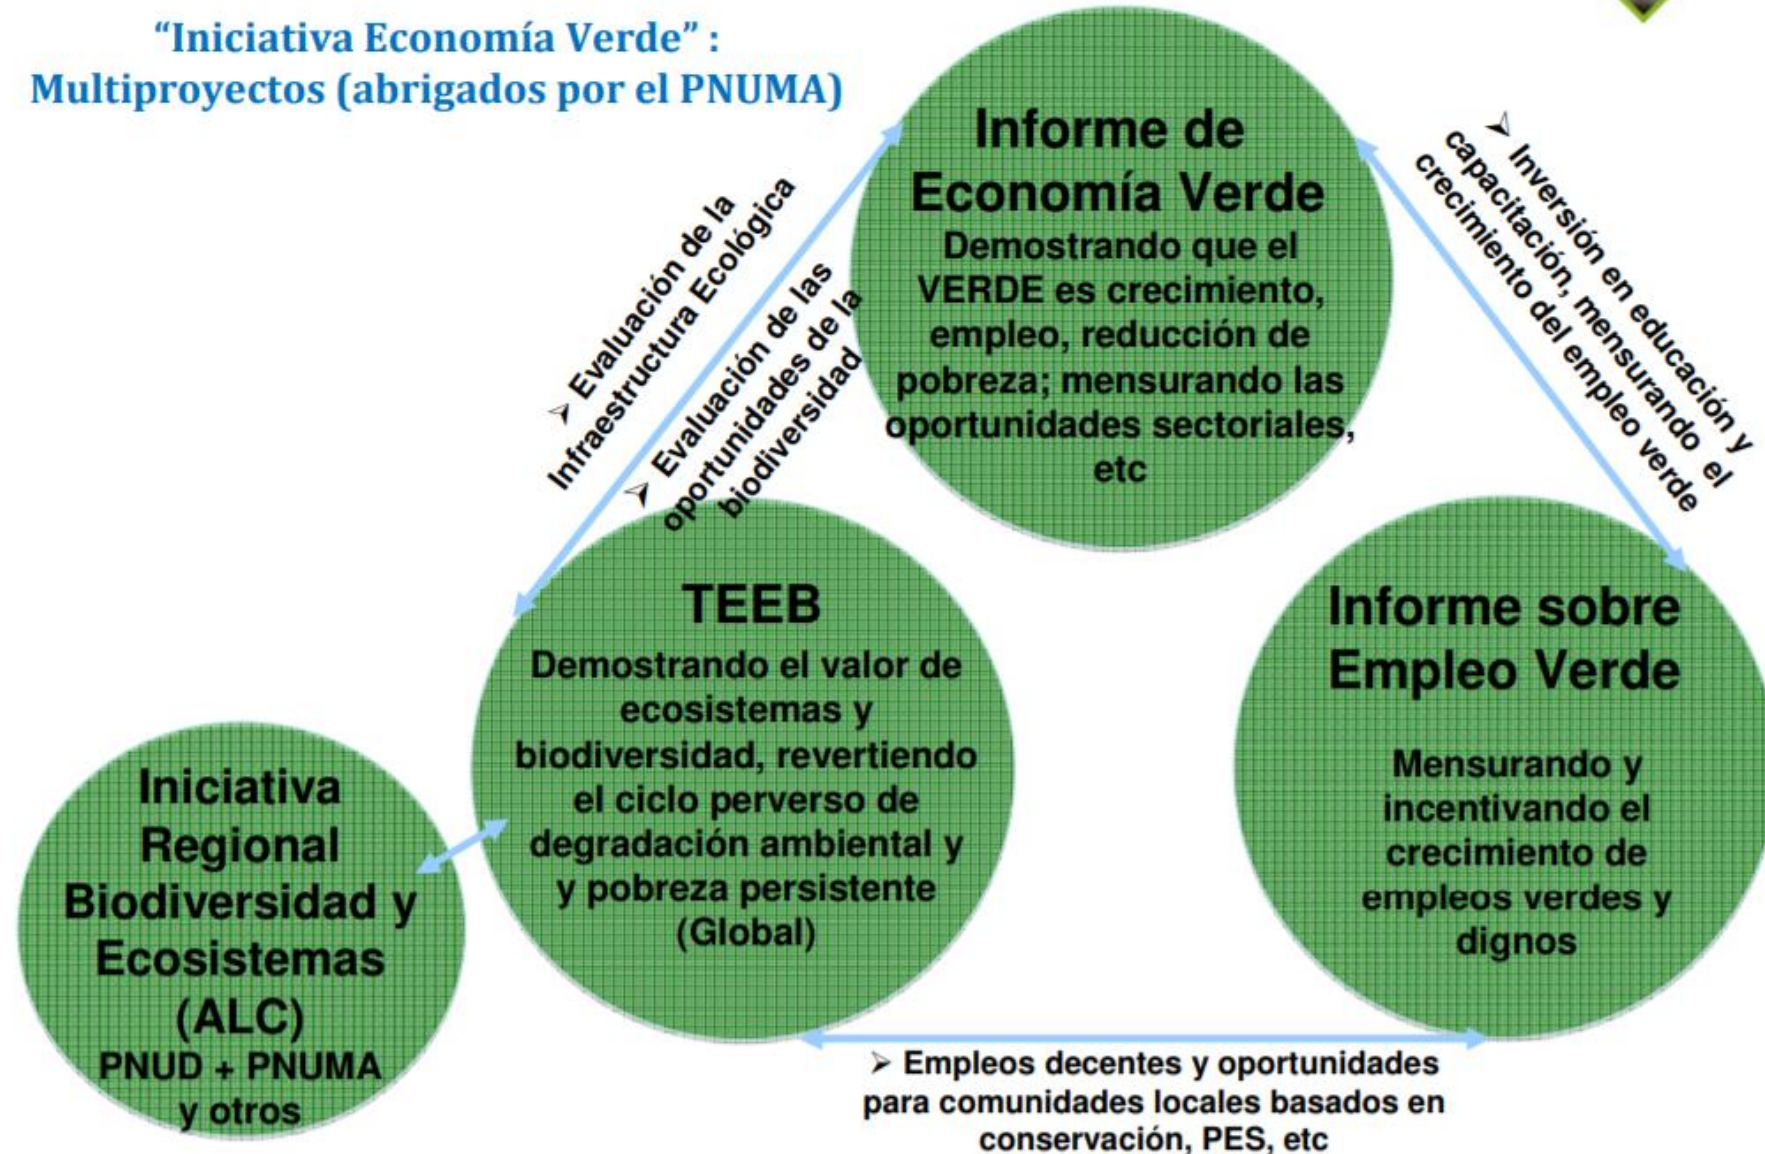 “Iniciativa Economía Verde” :
Multiproyectos (abrigados por el PNUMA)
Informe de
Economía Verde
Demostrando que el
VERDE es crecimiento,
empleo, reducción de
pobreza; mensurando las
oportunidades sectoriales,
etc
➢ Evaluación de la
Infraestructura Ecológica
➢ Evaluación de las
oportunidades de la
biodiversidad
➢ Inversión en educación y
capacitación, mensurando el
crecimiento del empleo verde
TEEB
Demostrando el valor de
ecosistemas y
biodiversidad, revertiendo
el ciclo perverso de
degradación ambiental y
y pobreza persistente
(Global)
Informe sobre
Empleo Verde
Mensurando y
incentivando el
crecimiento de
empleos verdes y
dignos
Iniciativa
Regional
Biodiversidad y
Ecosistemas
(ALC)
PNUD + PNUMA
y otros
➢ Empleos decentes y oportunidades
para comunidades locales basados en
conservación, PES, etc